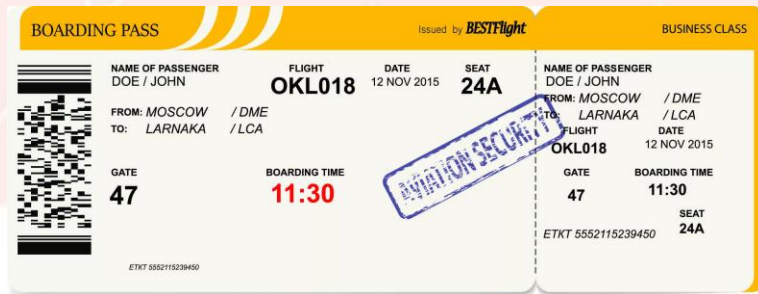 BOARDING PASS
Issued by BESTFlight
BUSINESS CLASS
NAME OF PASSENGER
DOE / JOHN
FLIGHT
OKL018
DATE
12 NOV 2015
SEAT
24A
FROM: MOSCOW / DME
TO: LARNAKA / LCA
GATE
47
BOARDING TIME
11:30
AVIATION SECURITY
ETKT 5552115239450
NAME OF PASSENGER
DOE / JOHN
FROM: MOSCOW / DME
TO: LARNAKA / LCA
FLIGHT
OKL018
DATE
12 NOV 2015
GATE
47
BOARDING TIME
11:30
SEAT
24A
ETKT 5552115239450